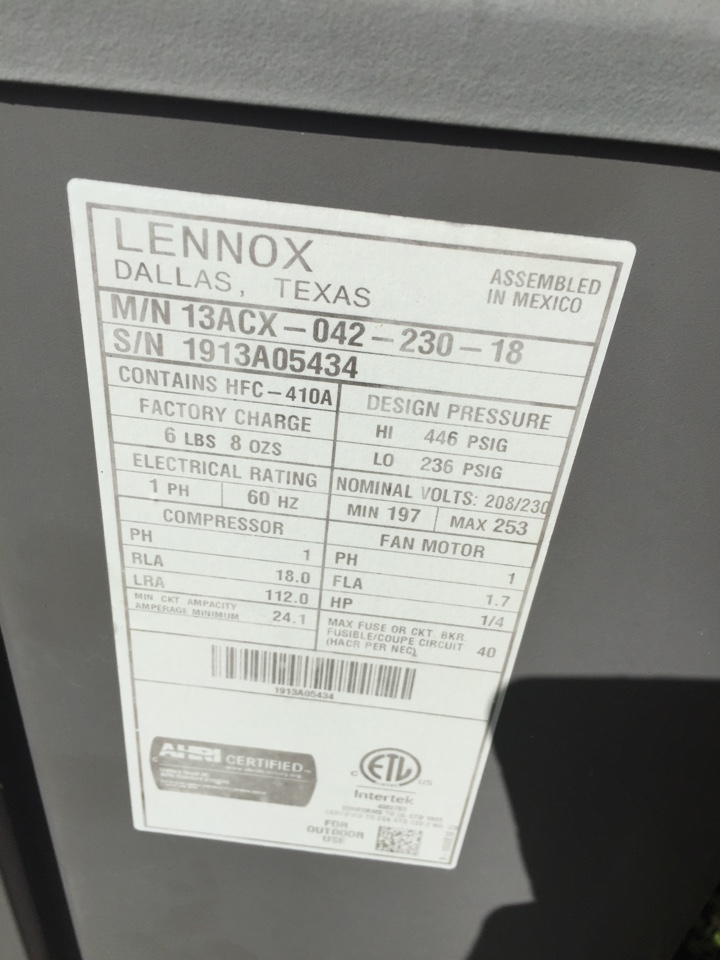 LENNOX
DALLAS, TEXAS
ASSEMBLED
IN MEXICO
M/N 13ACX-042-230-18
S/N 1913A05434
CONTAINS HFC-410A
FACTORY CHARGE
6 LBS 8 OZS
DESIGN PRESSURE
HI 446 PSIG
LO 236 PSIG
ELECTRICAL RATING
1 PH 60 HZ
NOMINAL VOLTS: 208/230
MIN 197 MAX 253
COMPRESSOR
PH 1
RLA 18.0
LRA 112.0
MIN CKT AMPACITY
AMPERAGE MINIMUM 24.1
FAN MOTOR
PH 1
FLA 1.7
HP 1/4
MAX FUSE OR CKT. BKR.
FUSIBLE/COUPE CIRCUIT
(HACR PER NEC) 40
1913A05434
AHRI CERTIFIED™
C ETL US
Intertek
FOR
OUTDOOR
USE